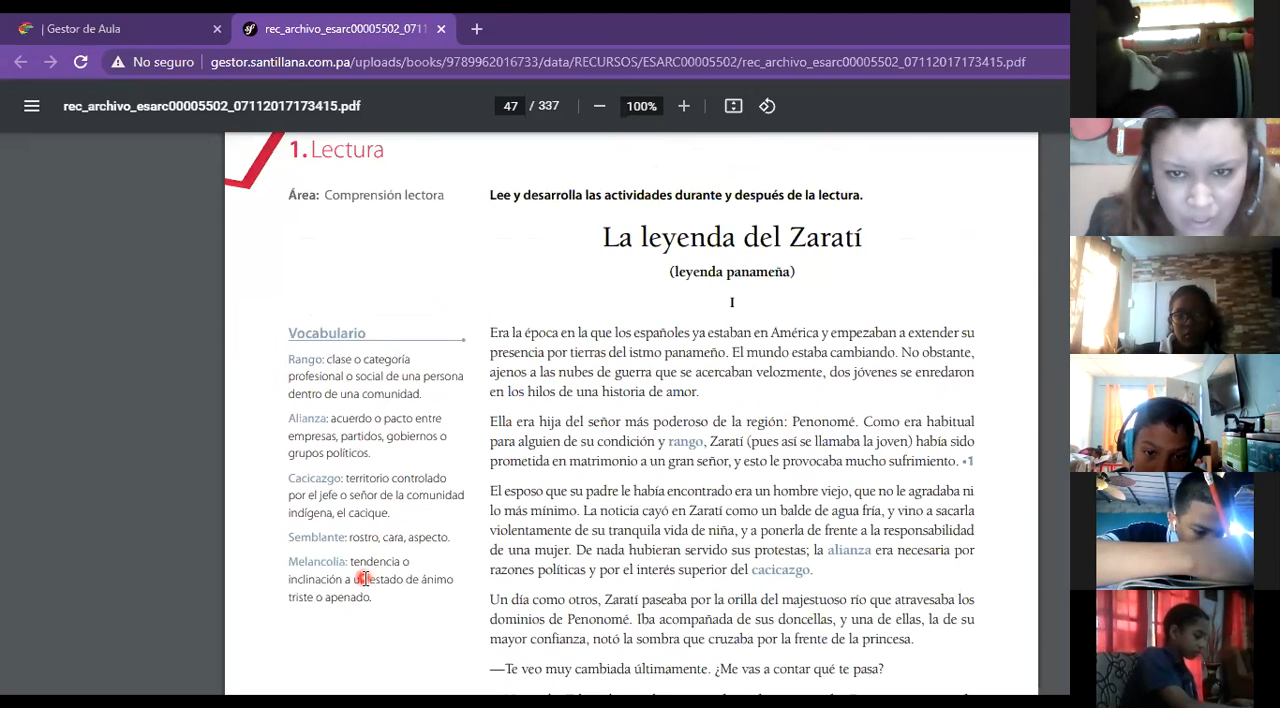 Gestor de Aula
rec_archivo_esarc00005502_0711
No seguro
gestor.santillana.com.pa/uploads/books/9789962016733/data/RECURSOS/ESARC00005502/rec_archivo_esarc00005502_07112017173415.pdf
rec_archivo_esarc00005502_07112017173415.pdf
47 / 337
100%
1. Lectura
Área: Comprensión lectora
Lee y desarrolla las actividades durante y después de la lectura.
La leyenda del Zaratí
(leyenda panameña)
I
Vocabulario
Rango: clase o categoría
profesional o social de una persona
dentro de una comunidad.
Alianza: acuerdo o pacto entre
empresas, partidos, gobiernos o
grupos políticos.
Cacicazgo: territorio controlado
por el jefe o señor de la comunidad
indígena, el cacique.
Semblante: rostro, cara, aspecto.
Melancolía: tendencia o
inclinación a un estado de ánimo
triste o apenado.
Era la época en la que los españoles ya estaban en América y empezaban a extender su
presencia por tierras del istmo panameño. El mundo estaba cambiando. No obstante,
ajenos a las nubes de guerra que se acercaban velozmente, dos jóvenes se enredaron
en los hilos de una historia de amor.
Ella era hija del señor más poderoso de la región: Penonomé. Como era habitual
para alguien de su condición y rango, Zaratí (pues así se llamaba la joven) había sido
prometida en matrimonio a un gran señor, y esto le provocaba mucho sufrimiento. •1
El esposo que su padre le había encontrado era un hombre viejo, que no le agradaba ni
lo más mínimo. La noticia cayó en Zaratí como un balde de agua fría, y vino a sacarla
violentamente de su tranquila vida de niña, y a ponerla de frente a la responsabilidad
de una mujer. De nada hubieran servido sus protestas; la alianza era necesaria por
razones políticas y por el interés superior del cacicazgo.
Un día como otros, Zaratí paseaba por la orilla del majestuoso río que atravesaba los
dominios de Penonomé. Iba acompañada de sus doncellas, y una de ellas, la de su
mayor confianza, notó la sombra que cruzaba por la frente de la princesa.
—Te veo muy cambiada últimamente. ¿Me vas a contar qué te pasa?